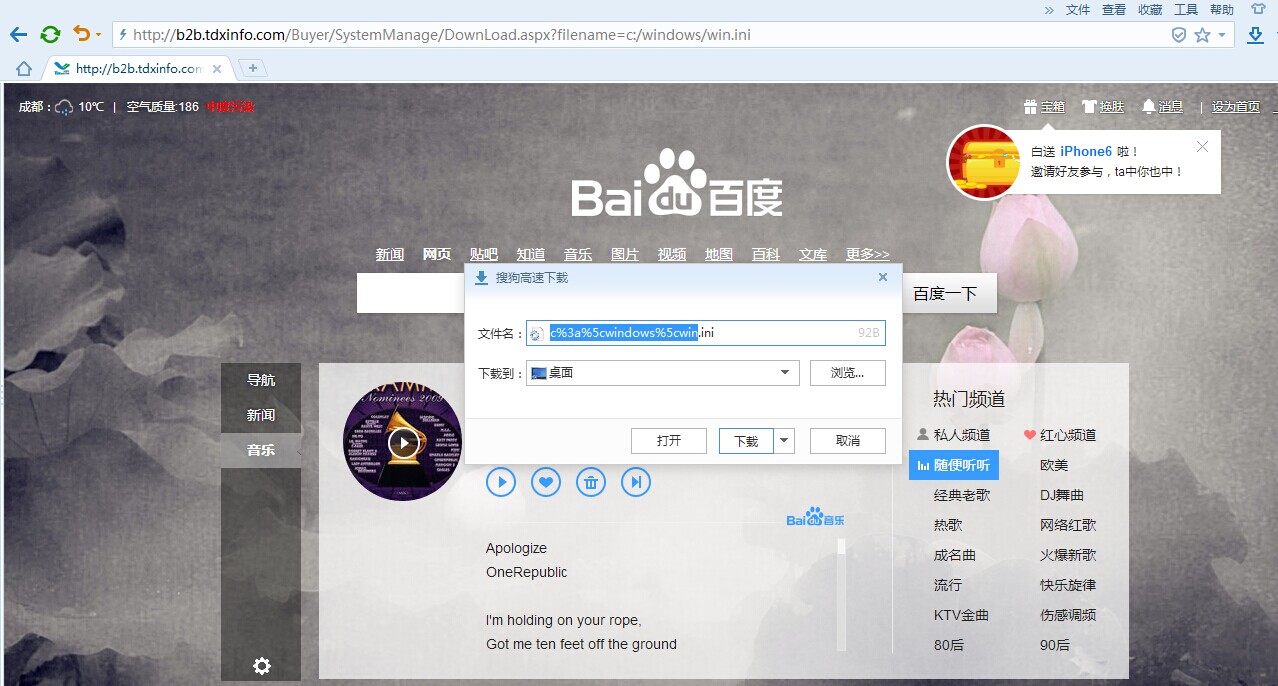 » 文件 查看 收藏 工具 帮助
http://b2b.tdxinfo.com/Buyer/SystemManage/DownLoad.aspx?filename=c:/windows/win.ini
http://b2b.tdxinfo.con
成都： 10℃ | 空气质量:186 中度污染
宝箱 换肤 消息 | 设为首页
白送 iPhone6 啦！
邀请好友参与，ta中你也中！
Bai du 百度
新闻 网页 贴吧 知道 音乐 图片 视频 地图 百科 文库 更多>>
搜狗高速下载
百度一下
文件名： c%3a%5cwindows%5cwin.ini 92B
下载到： 桌面 浏览...
打开 下载 取消
导航
新闻
音乐
Nominees 2009
Bai du 音乐
Apologize
OneRepublic
I'm holding on your rope,
Got me ten feet off the ground
热门频道
私人频道 红心频道
随便听听 欧美
经典老歌 DJ舞曲
热歌 网络红歌
成名曲 火爆新歌
流行 快乐旋律
KTV金曲 伤感调频
80后 90后